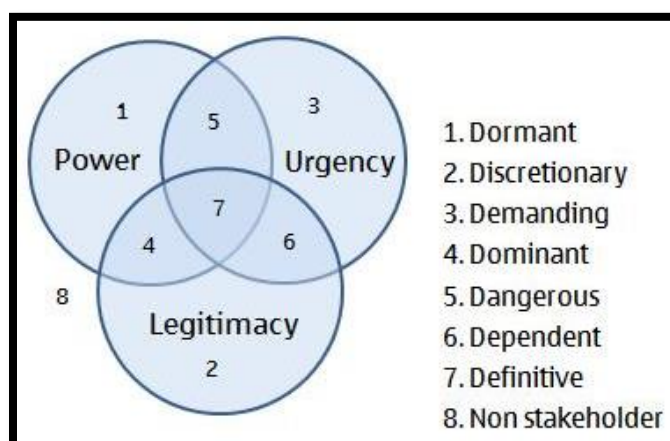 1
5
3
Power
Urgency
7
4
6
8
Legitimacy
2
1. Dormant
2. Discretionary
3. Demanding
4. Dominant
5. Dangerous
6. Dependent
7. Definitive
8. Non stakeholder